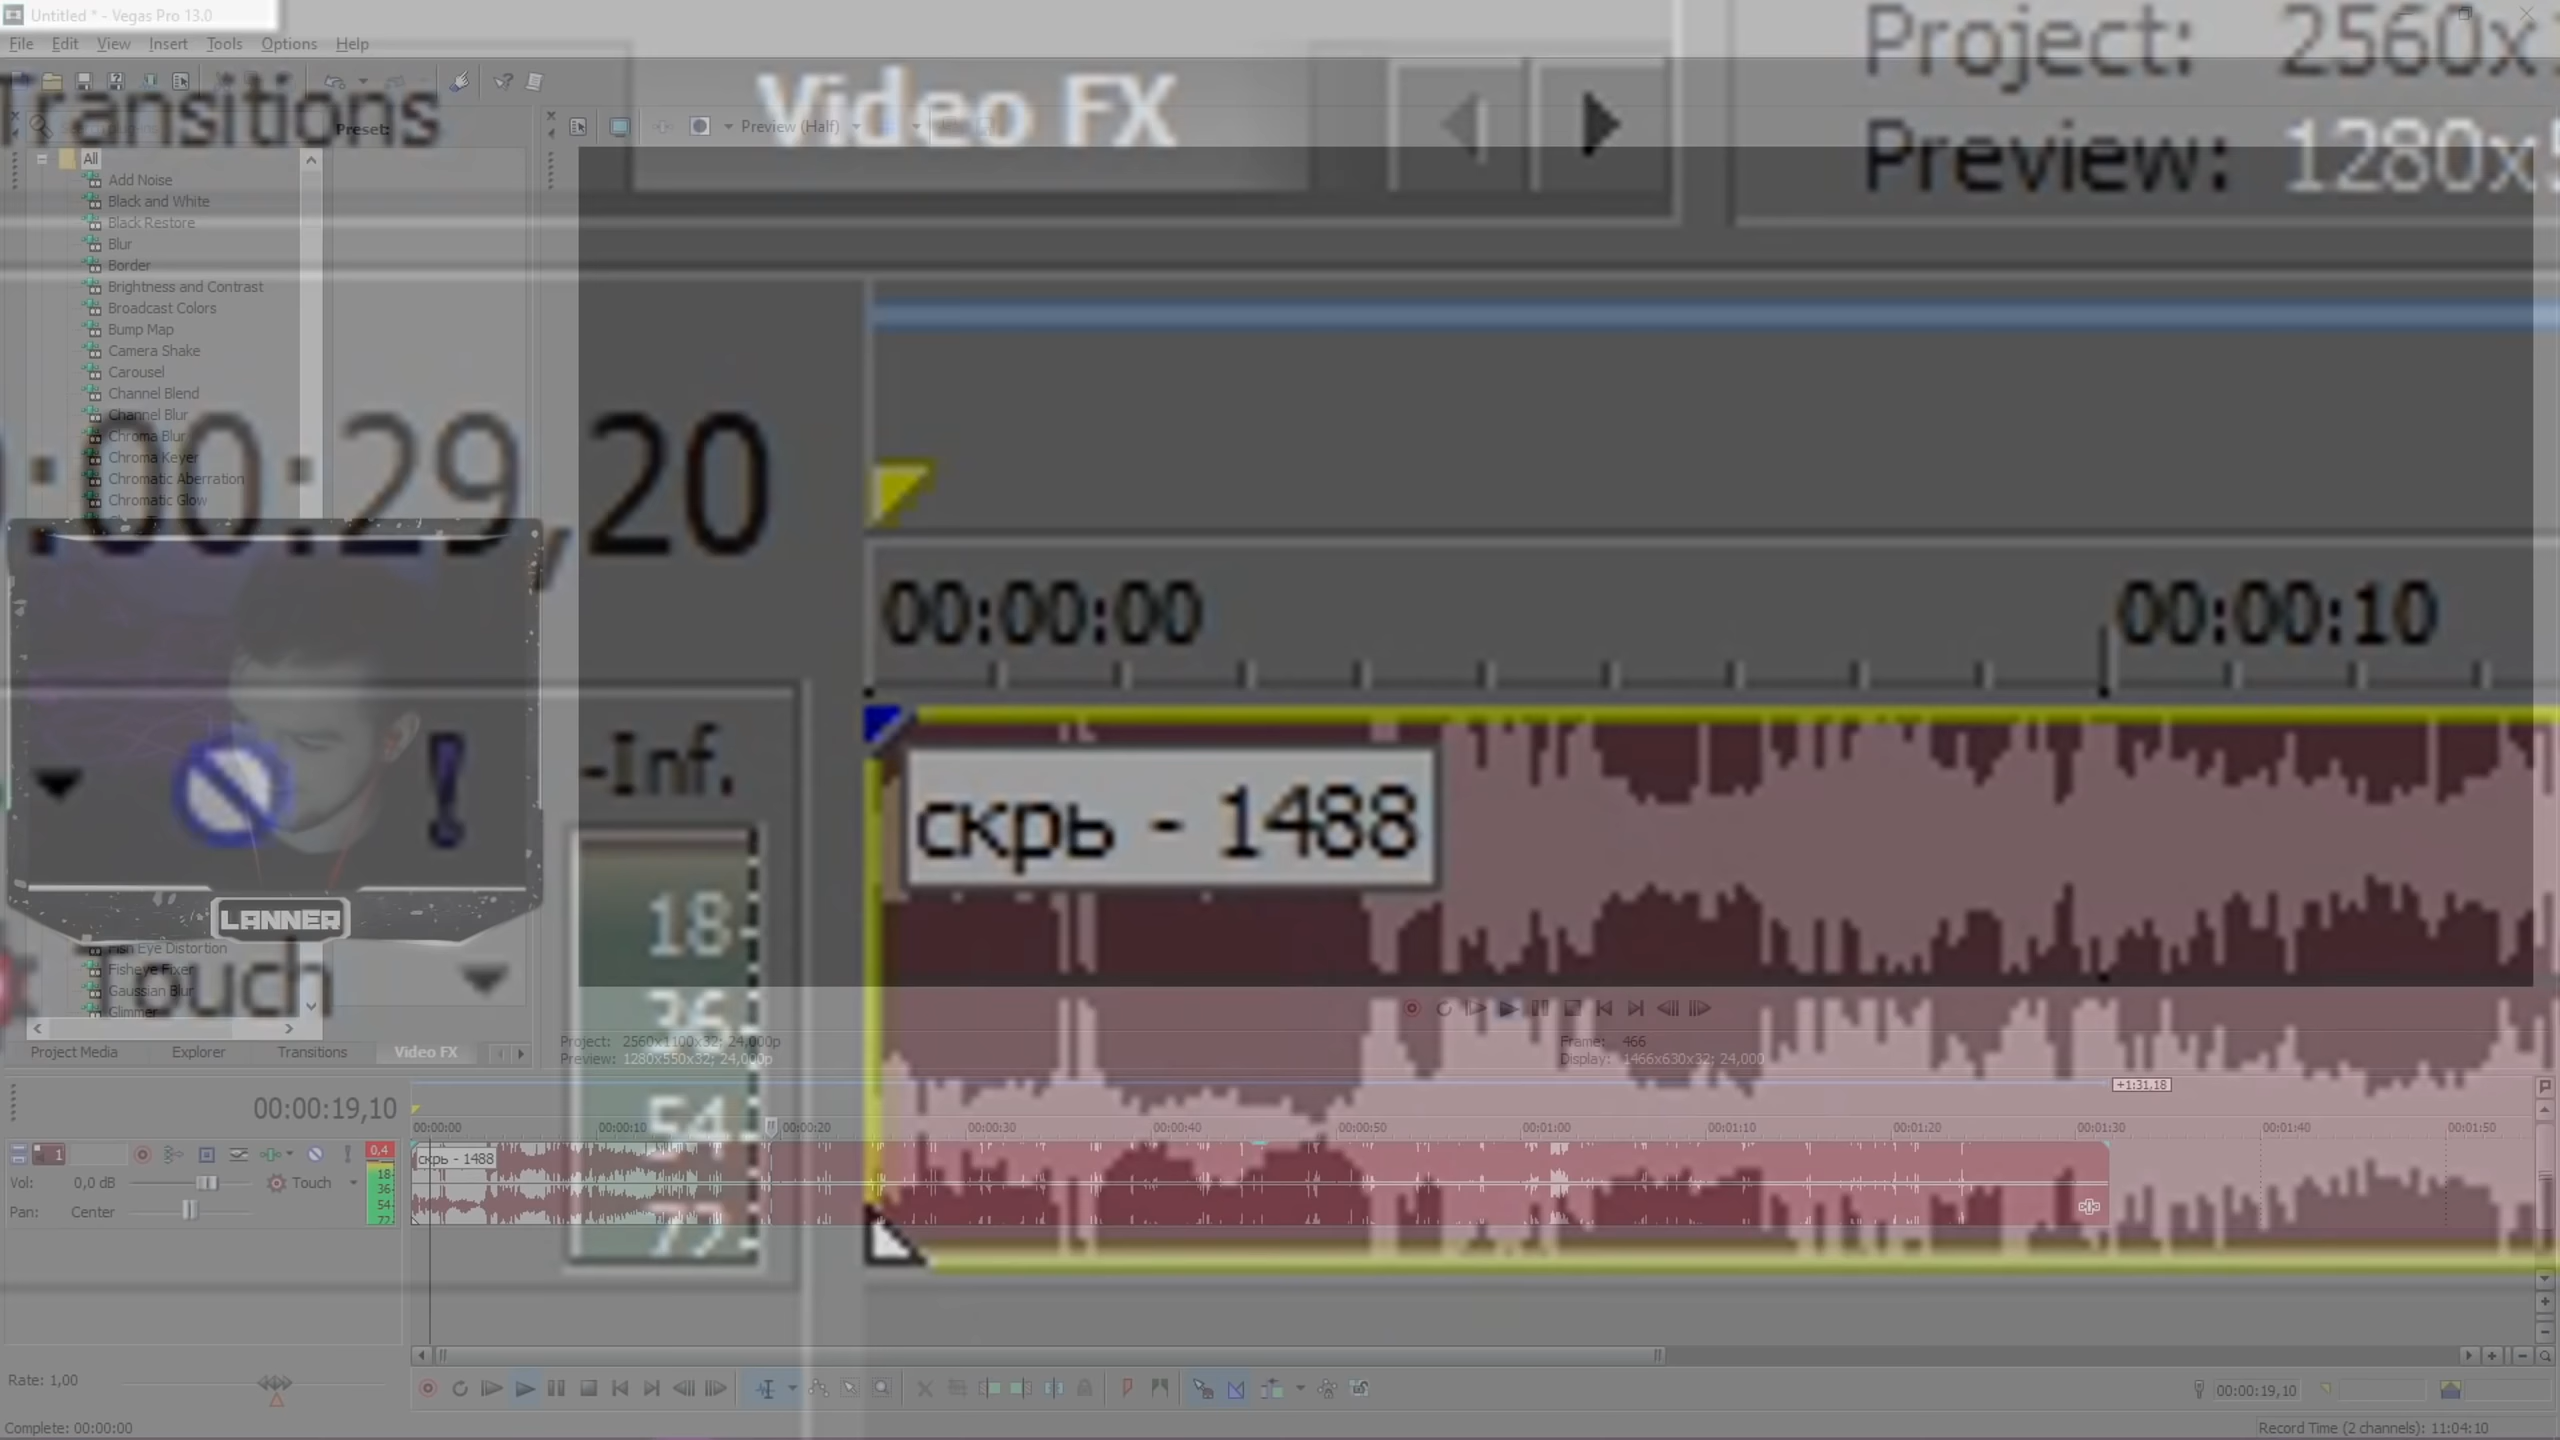 Untitled * - Vegas Pro 13.0
File Edit View Insert Tools Options Help
Project: 2560x
Preview: 1280x5
Transitions
Video FX
Preset:
Preview (Half)
All
Add Noise
Black and White
Black Restore
Blur
Border
Brightness and Contrast
Broadcast Colors
Bump Map
Camera Shake
Carousel
Channel Blend
Channel Blur
Chroma Blur
Chroma Keyer
Chromatic Aberration
Chromatic Glow
:00:29,20
00:00:00
00:00:10
-Inf.
скрь - 1488
18
36
54
72
LANNER
Fish Eye Distortion
Fisheye Fixer
Gaussian Blur
Glimmer
Touch
Project Media
Explorer
Transitions
Video FX
Project: 2560x1100x32; 24,000p
Preview: 1280x550x32; 24,000p
Frame: 466
Display: 1466x630x32; 24,000
+1:31,18
00:00:19,10
00:00:00 00:00:10 00:00:20 00:00:30 00:00:40 00:00:50 00:01:00 00:01:10 00:01:20 00:01:30 00:01:40 00:01:50
1
0,4
скрь - 1488
Vol: 0,0 dB
Touch
18
36
54
72
Pan: Center
Rate: 1,00
00:00:19,10
Complete: 00:00:00
Record Time (2 channels): 11:04:10